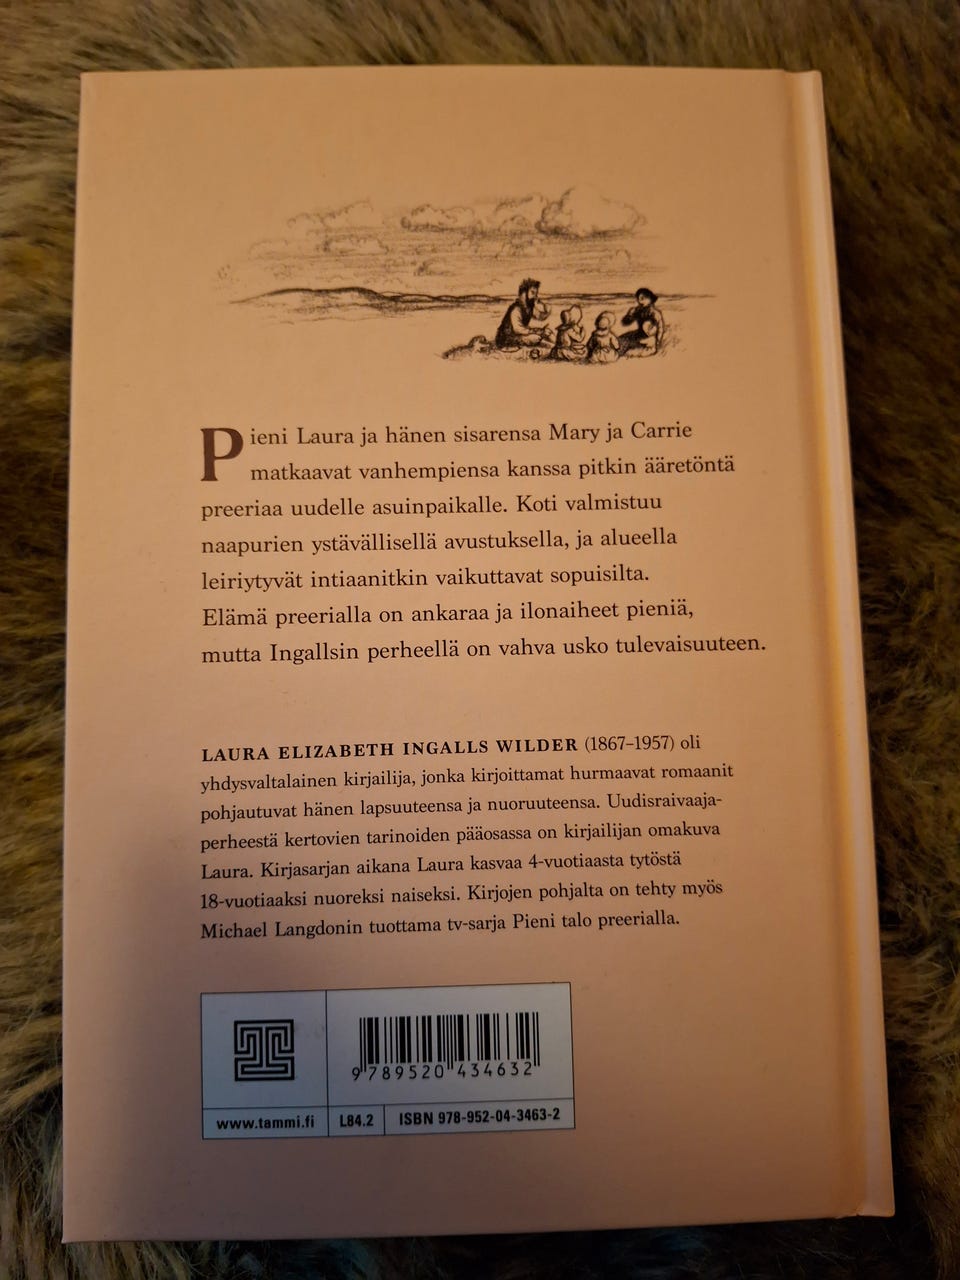 Pieni Laura ja hänen sisarensa Mary ja Carrie
matkaavat vanhempiensa kanssa pitkin ääretöntä
preeriaa uudelle asuinpaikalle. Koti valmistuu
naapurien ystävällisellä avustuksella, ja alueella
leiriytyvät intiaanitkin vaikuttavat sopuisilta.
Elämä preerialla on ankaraa ja ilonaiheet pieniä,
mutta Ingallsin perheellä on vahva usko tulevaisuuteen.
LAURA ELIZABETH INGALLS WILDER (1867–1957) oli
yhdysvaltalainen kirjailija, jonka kirjoittamat hurmaavat romaanit
pohjautuvat hänen lapsuuteensa ja nuoruuteensa. Uudisraivaaja-
perheestä kertovien tarinoiden pääosassa on kirjailijan omakuva
Laura. Kirjasarjan aikana Laura kasvaa 4-vuotiaasta tytöstä
18-vuotiaaksi nuoreksi naiseksi. Kirjojen pohjalta on tehty myös
Michael Langdonin tuottama tv-sarja Pieni talo preerialla.
9 789520 434632
www.tammi.fi L84.2 ISBN 978-952-04-3463-2